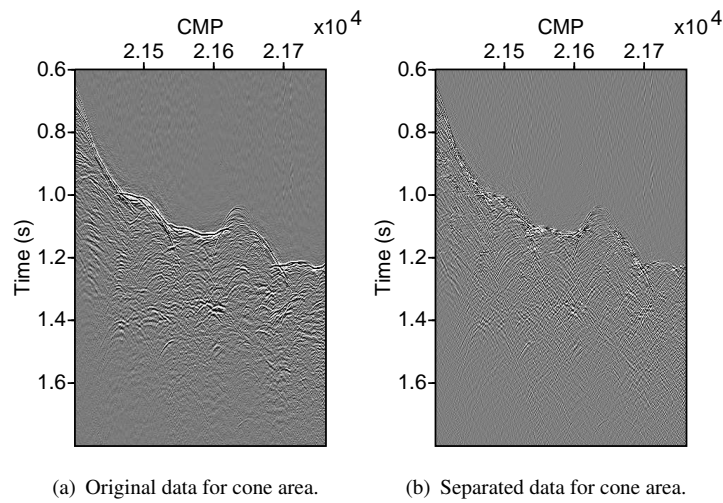 CMP x10 4
2.15 2.16 2.17
0.6
0.8
1.0
1.2
1.4
1.6
Time (s)
(a) Original data for cone area.
CMP x10 4
2.15 2.16 2.17
0.6
0.8
1.0
1.2
1.4
1.6
Time (s)
(b) Separated data for cone area.